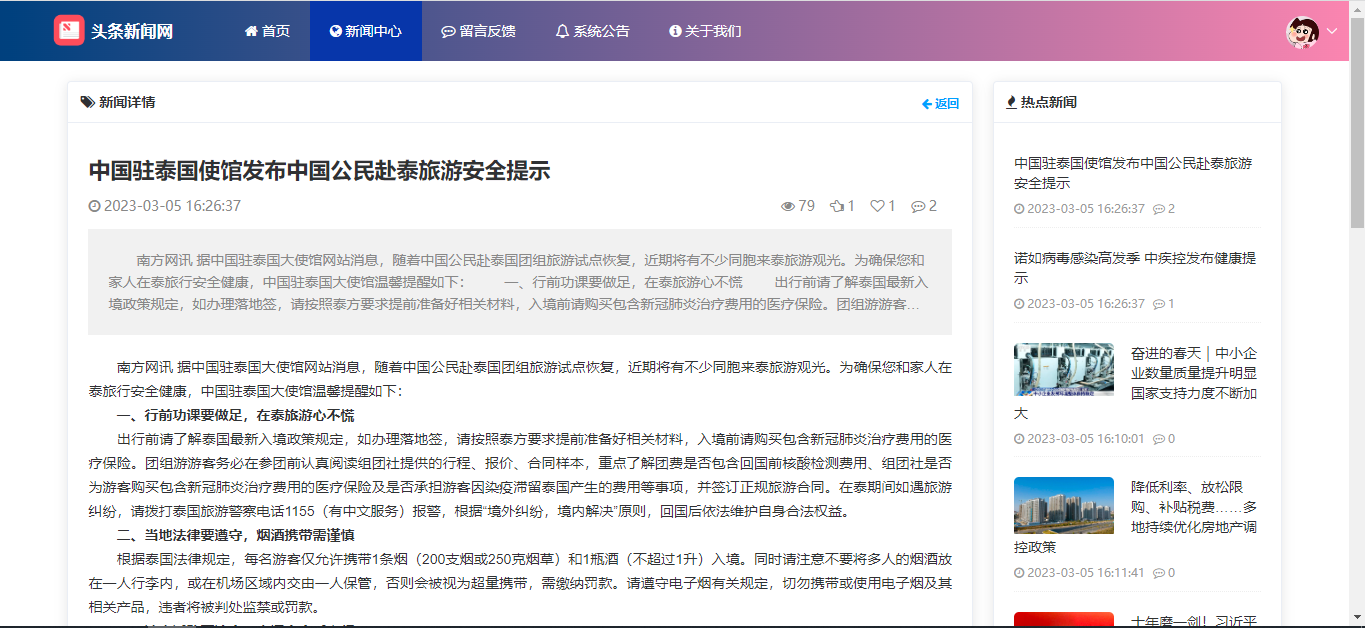 头条新闻网 首页 新闻中心 留言反馈 系统公告 关于我们
新闻详情 返回
中国驻泰国使馆发布中国公民赴泰旅游安全提示
2023-03-05 16:26:37 79 1 1 2
南方网讯 据中国驻泰国大使馆网站消息，随着中国公民赴泰国团组旅游试点恢复，近期将有不少同胞来泰旅游观光。为确保您和
家人在泰旅行安全健康，中国驻泰国大使馆温馨提醒如下： 一、行前功课要做足，在泰旅游心不慌 出行前请了解泰国最新入
境政策规定，如办理落地签，请按照泰方要求提前准备好相关材料，入境前请购买包含新冠肺炎治疗费用的医疗保险。团组游游客…
南方网讯 据中国驻泰国大使馆网站消息，随着中国公民赴泰国团组旅游试点恢复，近期将有不少同胞来泰旅游观光。为确保您和家人在
泰旅行安全健康，中国驻泰国大使馆温馨提醒如下：
一、行前功课要做足，在泰旅游心不慌
出行前请了解泰国最新入境政策规定，如办理落地签，请按照泰方要求提前准备好相关材料，入境前请购买包含新冠肺炎治疗费用的医
疗保险。团组游游客务必在参团前认真阅读组团社提供的行程、报价、合同样本，重点了解团费是否包含回国前核酸检测费用、组团社是否
为游客购买包含新冠肺炎治疗费用的医疗保险及是否承担游客因染疫滞留泰国产生的费用等事项，并签订正规旅游合同。在泰期间如遇旅游
纠纷，请拨打泰国旅游警察电话1155（有中文服务）报警，根据“境外纠纷，境内解决”原则，回国后依法维护自身合法权益。
二、当地法律要遵守，烟酒携带需谨慎
根据泰国法律规定，每名游客仅允许携带1条烟（200支烟或250克烟草）和1瓶酒（不超过1升）入境。同时请注意不要将多人的烟酒放
在一人行李内，或在机场区域内交由一人保管，否则会被视为超量携带，需缴纳罚款。请遵守电子烟有关规定，切勿携带或使用电子烟及其
相关产品，违者将被判处监禁或罚款。
热点新闻
中国驻泰国使馆发布中国公民赴泰旅游
安全提示
2023-03-05 16:26:37 2
诺如病毒感染高发季 中疾控发布健康提
示
2023-03-05 16:26:37 1
奋进的春天｜中小企
业数量质量提升明显
国家支持力度不断加
大
2023-03-05 16:10:01 0
降低利率、放松限
购、补贴税费……多
地持续优化房地产调
控政策
2023-03-05 16:11:41 0
十年磨一剑！习近平